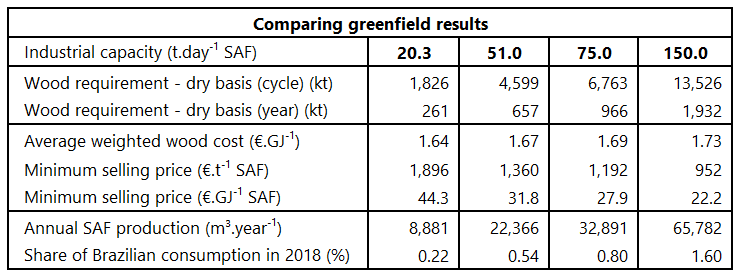 Comparing greenfield results
Industrial capacity (t.day⁻¹ SAF) 20.3 51.0 75.0 150.0
Wood requirement - dry basis (cycle) (kt) 1,826 4,599 6,763 13,526
Wood requirement - dry basis (year) (kt) 261 657 966 1,932
Average weighted wood cost (€.GJ⁻¹) 1.64 1.67 1.69 1.73
Minimum selling price (€.t⁻¹ SAF) 1,896 1,360 1,192 952
Minimum selling price (€.GJ⁻¹ SAF) 44.3 31.8 27.9 22.2
Annual SAF production (m³.year⁻¹) 8,881 22,366 32,891 65,782
Share of Brazilian consumption in 2018 (%) 0.22 0.54 0.80 1.60